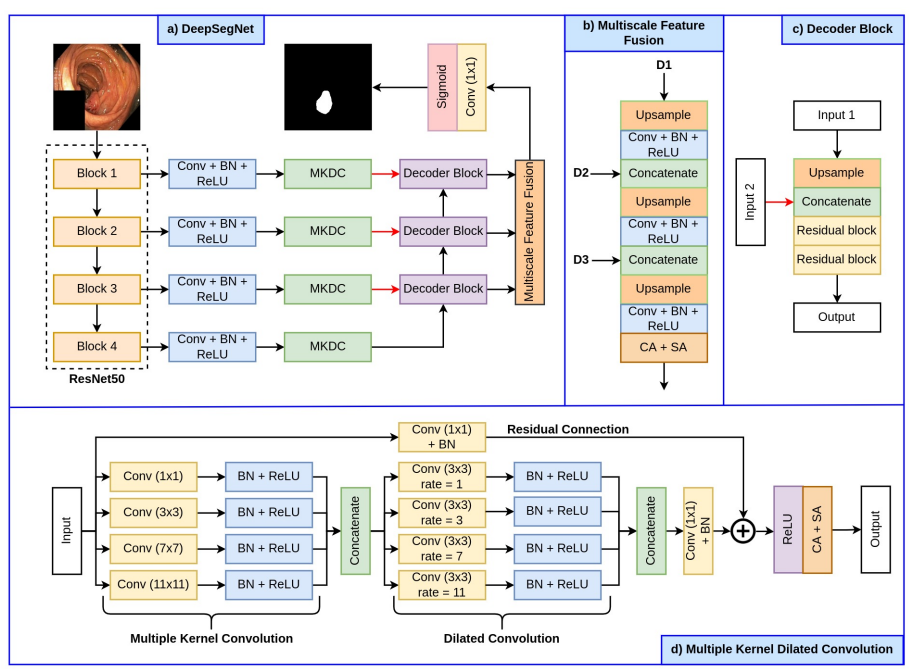 a) DeepSegNet
Block 1
Conv + BN +
ReLU
MKDC
Decoder Block
Block 2
Conv + BN +
ReLU
MKDC
Decoder Block
Block 3
Conv + BN +
ReLU
MKDC
Decoder Block
Block 4
Conv + BN +
ReLU
MKDC
ResNet50
Multiscale Feature Fusion
Sigmoid
Conv (1x1)
b) Multiscale Feature
Fusion
D1
Upsample
Conv + BN +
ReLU
D2
Concatenate
Upsample
Conv + BN +
ReLU
D3
Concatenate
Upsample
Conv + BN +
ReLU
CA + SA
c) Decoder Block
Input 1
Input 2
Upsample
Concatenate
Residual block
Residual block
Output
Conv (1x1)
+ BN
Residual Connection
Input
Conv (1x1)
BN + ReLU
Conv (3x3)
BN + ReLU
Conv (7x7)
BN + ReLU
Conv (11x11)
BN + ReLU
Multiple Kernel Convolution
Concatenate
Conv (3x3)
rate = 1
BN + ReLU
Conv (3x3)
rate = 3
BN + ReLU
Conv (3x3)
rate = 7
BN + ReLU
Conv (3x3)
rate = 11
BN + ReLU
Dilated Convolution
Concatenate
Conv (1x1)
+ BN
ReLU
CA + SA
Output
d) Multiple Kernel Dilated Convolution